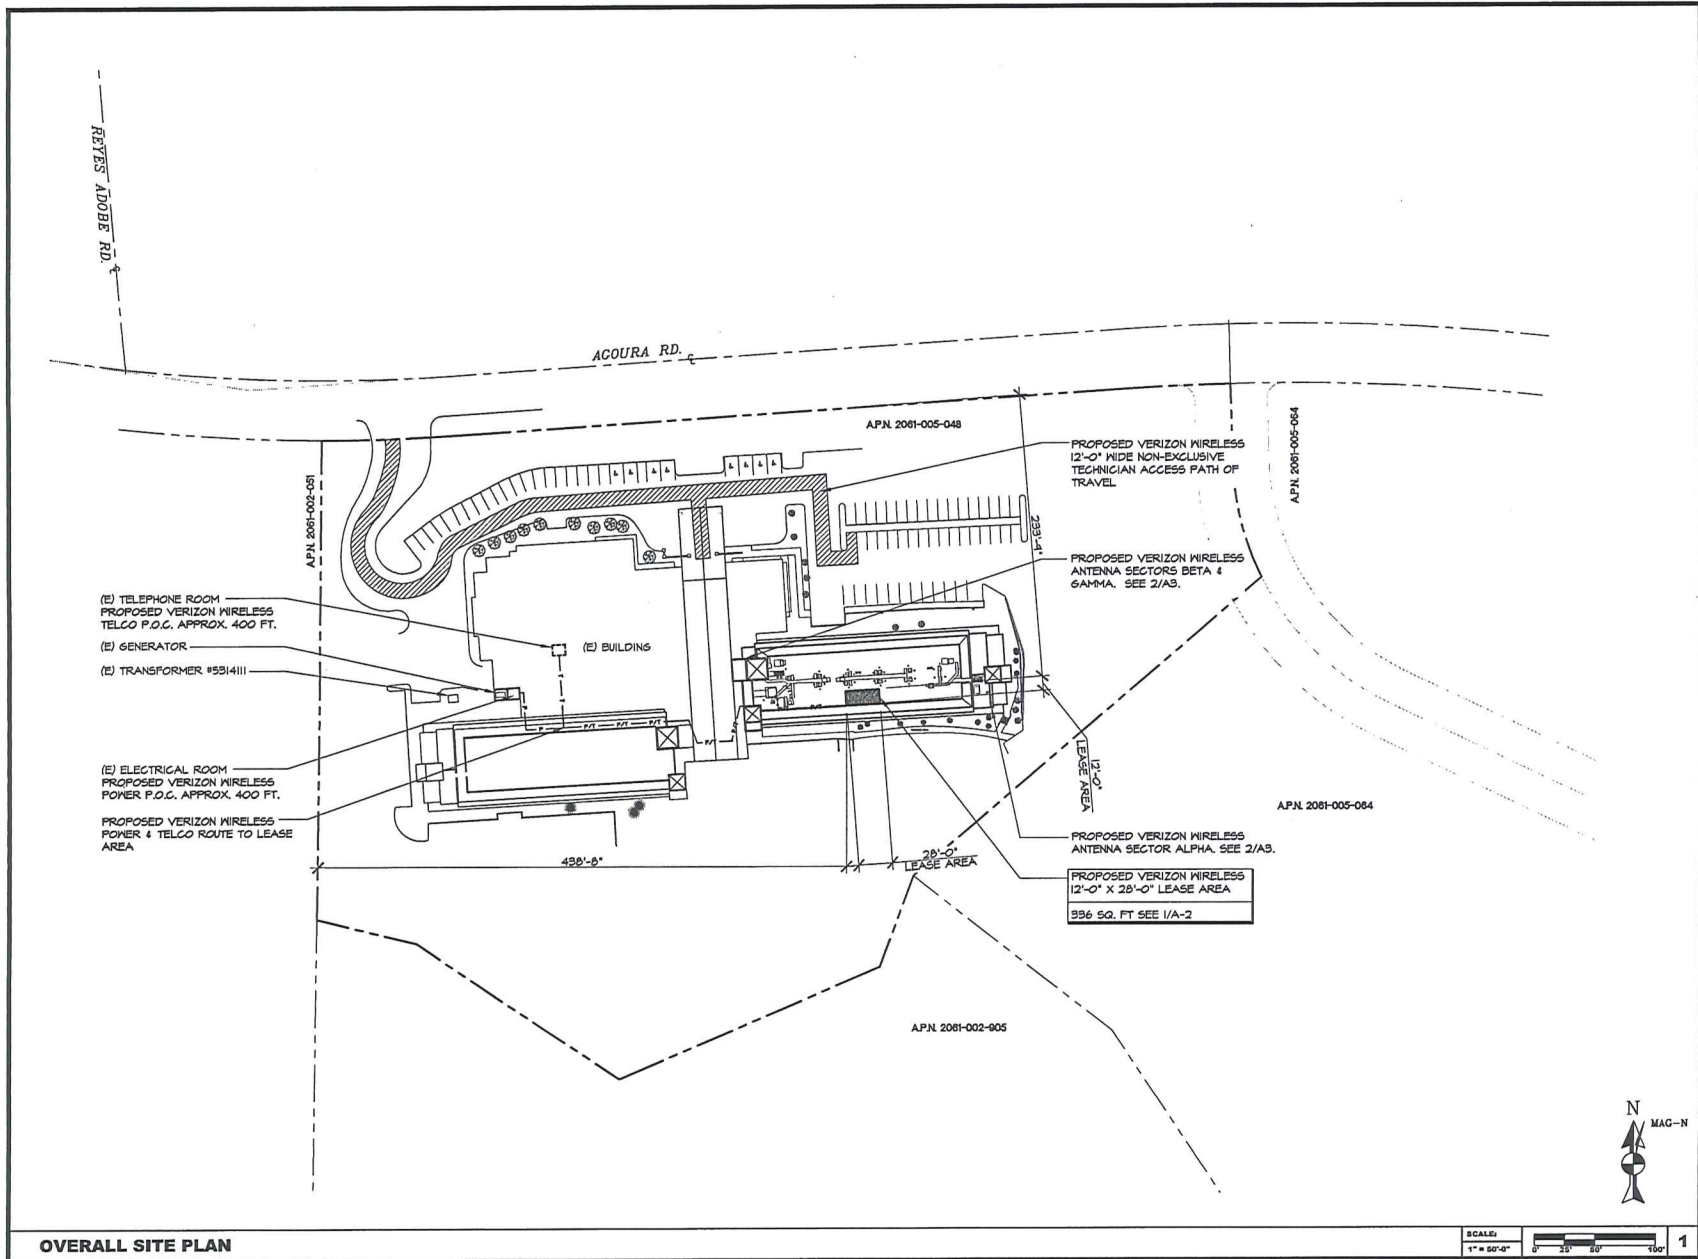 REYES ADOBE RD. ℄
AGOURA RD. ℄
A.P.N. 2061-005-048
A.P.N. 2061-002-051
A.P.N. 2061-005-064
PROPOSED VERIZON WIRELESS
12'-0" WIDE NON-EXCLUSIVE
TECHNICIAN ACCESS PATH OF
TRAVEL
233'-4"
PROPOSED VERIZON WIRELESS
ANTENNA SECTORS BETA &
GAMMA. SEE 2/A3.
(E) TELEPHONE ROOM
PROPOSED VERIZON WIRELESS
TELCO P.O.C. APPROX. 400 FT.
(E) GENERATOR
(E) TRANSFORMER #5314111
(E) BUILDING
P/T P/T P/T
P/T
P/T
P/T
(E) ELECTRICAL ROOM
PROPOSED VERIZON WIRELESS
POWER P.O.C. APPROX. 400 FT.
PROPOSED VERIZON WIRELESS
POWER & TELCO ROUTE TO LEASE
AREA
12'-0"
LEASE AREA
A.P.N. 2061-005-064
438'-8"
28'-0"
LEASE AREA
PROPOSED VERIZON WIRELESS
ANTENNA SECTOR ALPHA. SEE 2/A3.
PROPOSED VERIZON WIRELESS
12'-0" X 28'-0" LEASE AREA
336 SQ. FT SEE 1/A-2
A.P.N. 2061-002-905
N
MAG-N
OVERALL SITE PLAN
SCALE:
1" = 50'-0"
0' 25' 50' 100'
1